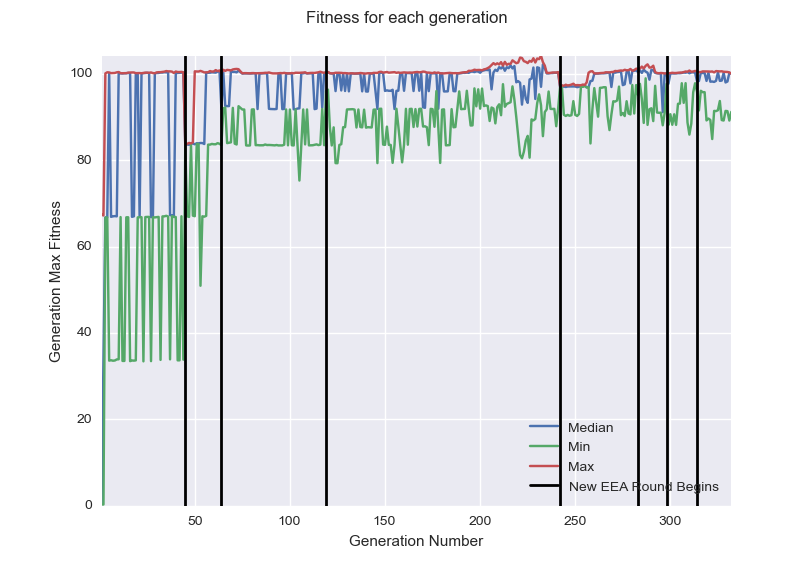 Fitness for each generation
Generation Max Fitness
100
80
60
40
20
0
50
100
150
200
250
300
Generation Number
Median
Min
Max
New EEA Round Begins